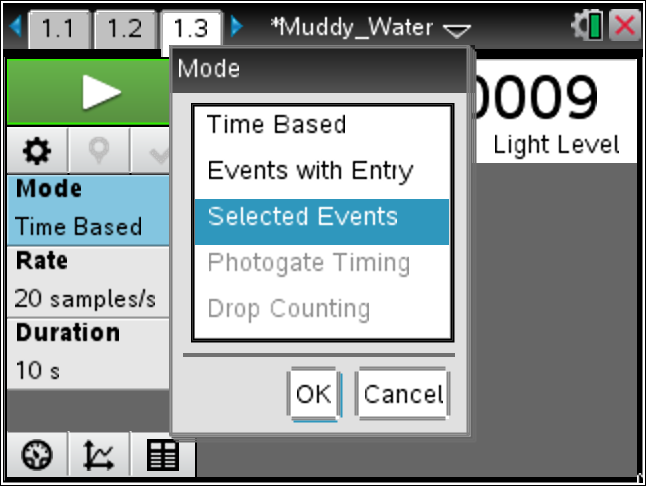 1.1 1.2 1.3 *Muddy_Water
Mode
Time Based
Events with Entry
Selected Events
Photogate Timing
Drop Counting
OK Cancel
Mode
Time Based
Rate
20 samples/s
Duration
10 s
0009
Light Level